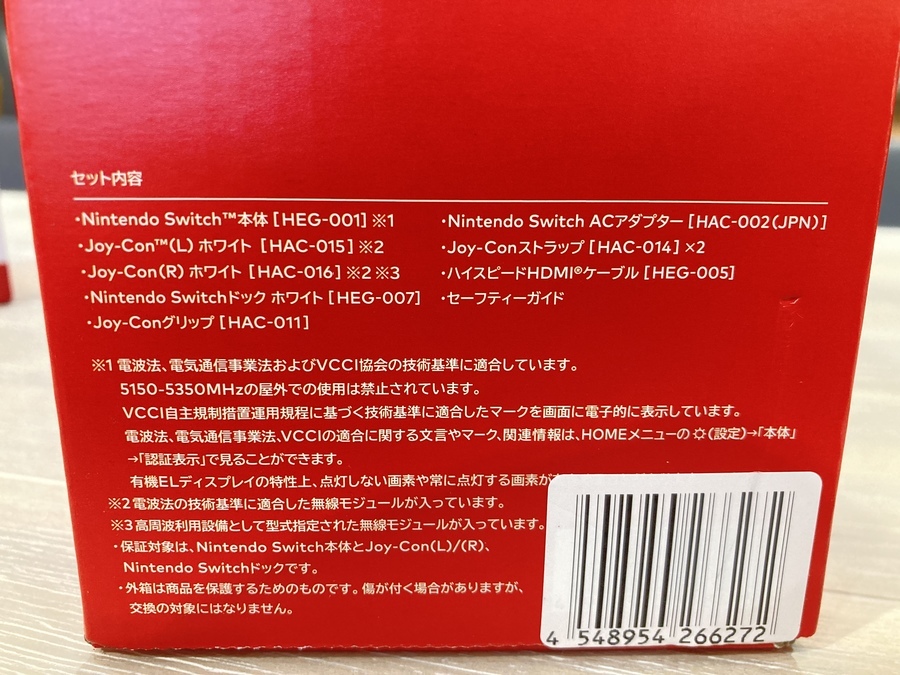 セット内容
・Nintendo Switch™本体 [HEG-001] ※1
・Joy-Con™(L) ホワイト [HAC-015] ※2
・Joy-Con(R) ホワイト [HAC-016] ※2 ※3
・Nintendo Switchドック ホワイト [HEG-007]
・Joy-Conグリップ [HAC-011]
・Nintendo Switch ACアダプター [HAC-002(JPN)]
・Joy-Conストラップ [HAC-014] ×2
・ハイスピードHDMI®ケーブル [HEG-005]
・セーフティーガイド
※1 電波法、電気通信事業法およびVCCI協会の技術基準に適合しています。
5150-5350MHzの屋外での使用は禁止されています。
VCCI自主規制措置運用規程に基づく技術基準に適合したマークを画面に電子的に表示しています。
電波法、電気通信事業法、VCCIの適合に関する文言やマーク、関連情報は、HOMEメニューの(設定)→「本体」
→「認証表示」で見ることができます。
有機ELディスプレイの特性上、点灯しない画素や常に点灯する画素が
※2 電波法の技術基準に適合した無線モジュールが入っています。
※3 高周波利用設備として型式指定された無線モジュールが入っています。
・保証対象は、Nintendo Switch本体とJoy-Con(L)/(R)、
Nintendo Switchドックです。
・外箱は商品を保護するためのものです。傷が付く場合がありますが、
交換の対象にはなりません。
4 548954 266272